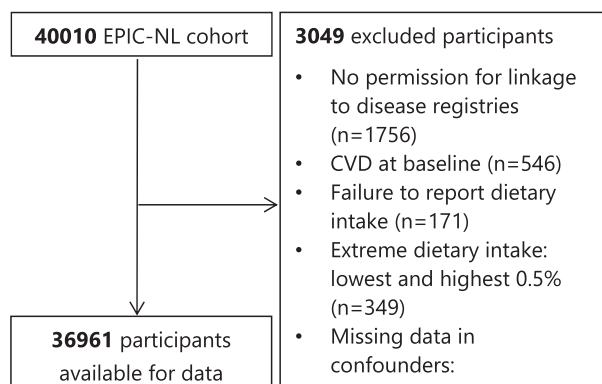 40010 EPIC-NL cohort
3049 excluded participants
• No permission for linkage
to disease registries
(n=1756)
• CVD at baseline (n=546)
• Failure to report dietary
intake (n=171)
• Extreme dietary intake:
lowest and highest 0.5%
(n=349)
• Missing data in
confounders:
36961 participants
available for data